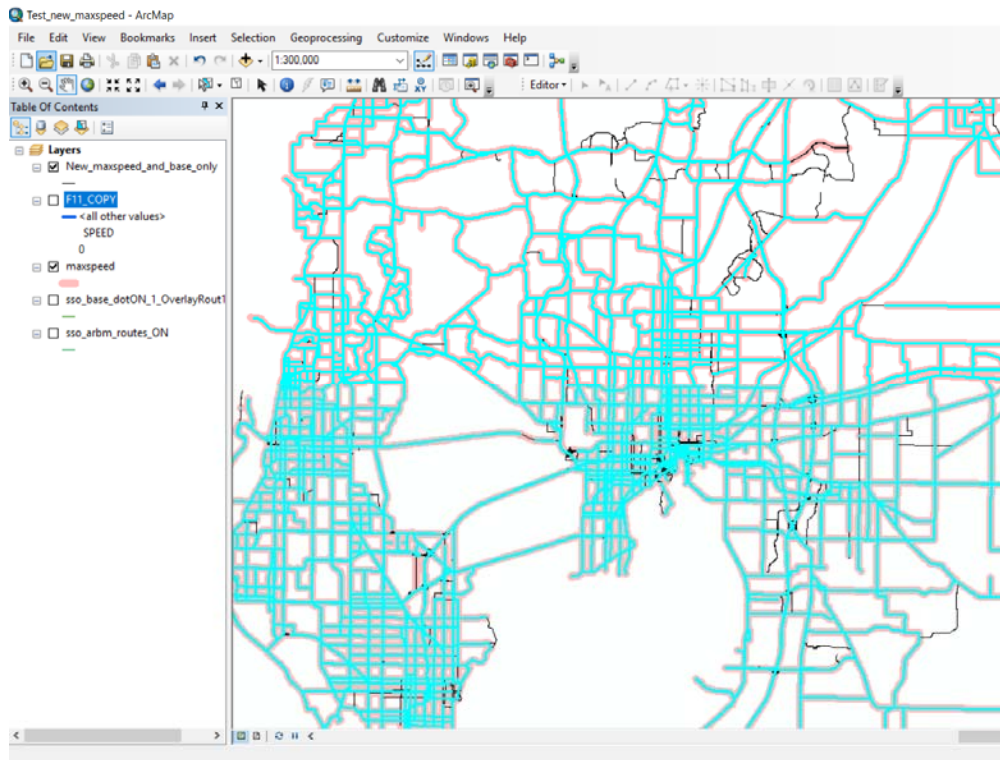 Test_new_maxspeed - ArcMap
File Edit View Bookmarks Insert Selection Geoprocessing Customize Windows Help
1:300,000
Editor
Table Of Contents
Layers
New_maxspeed_and_base_only
F11_COPY
<all other values>
SPEED
0
maxspeed
sso_base_dotON_1_OverlayRout1
sso_arbm_routes_ON